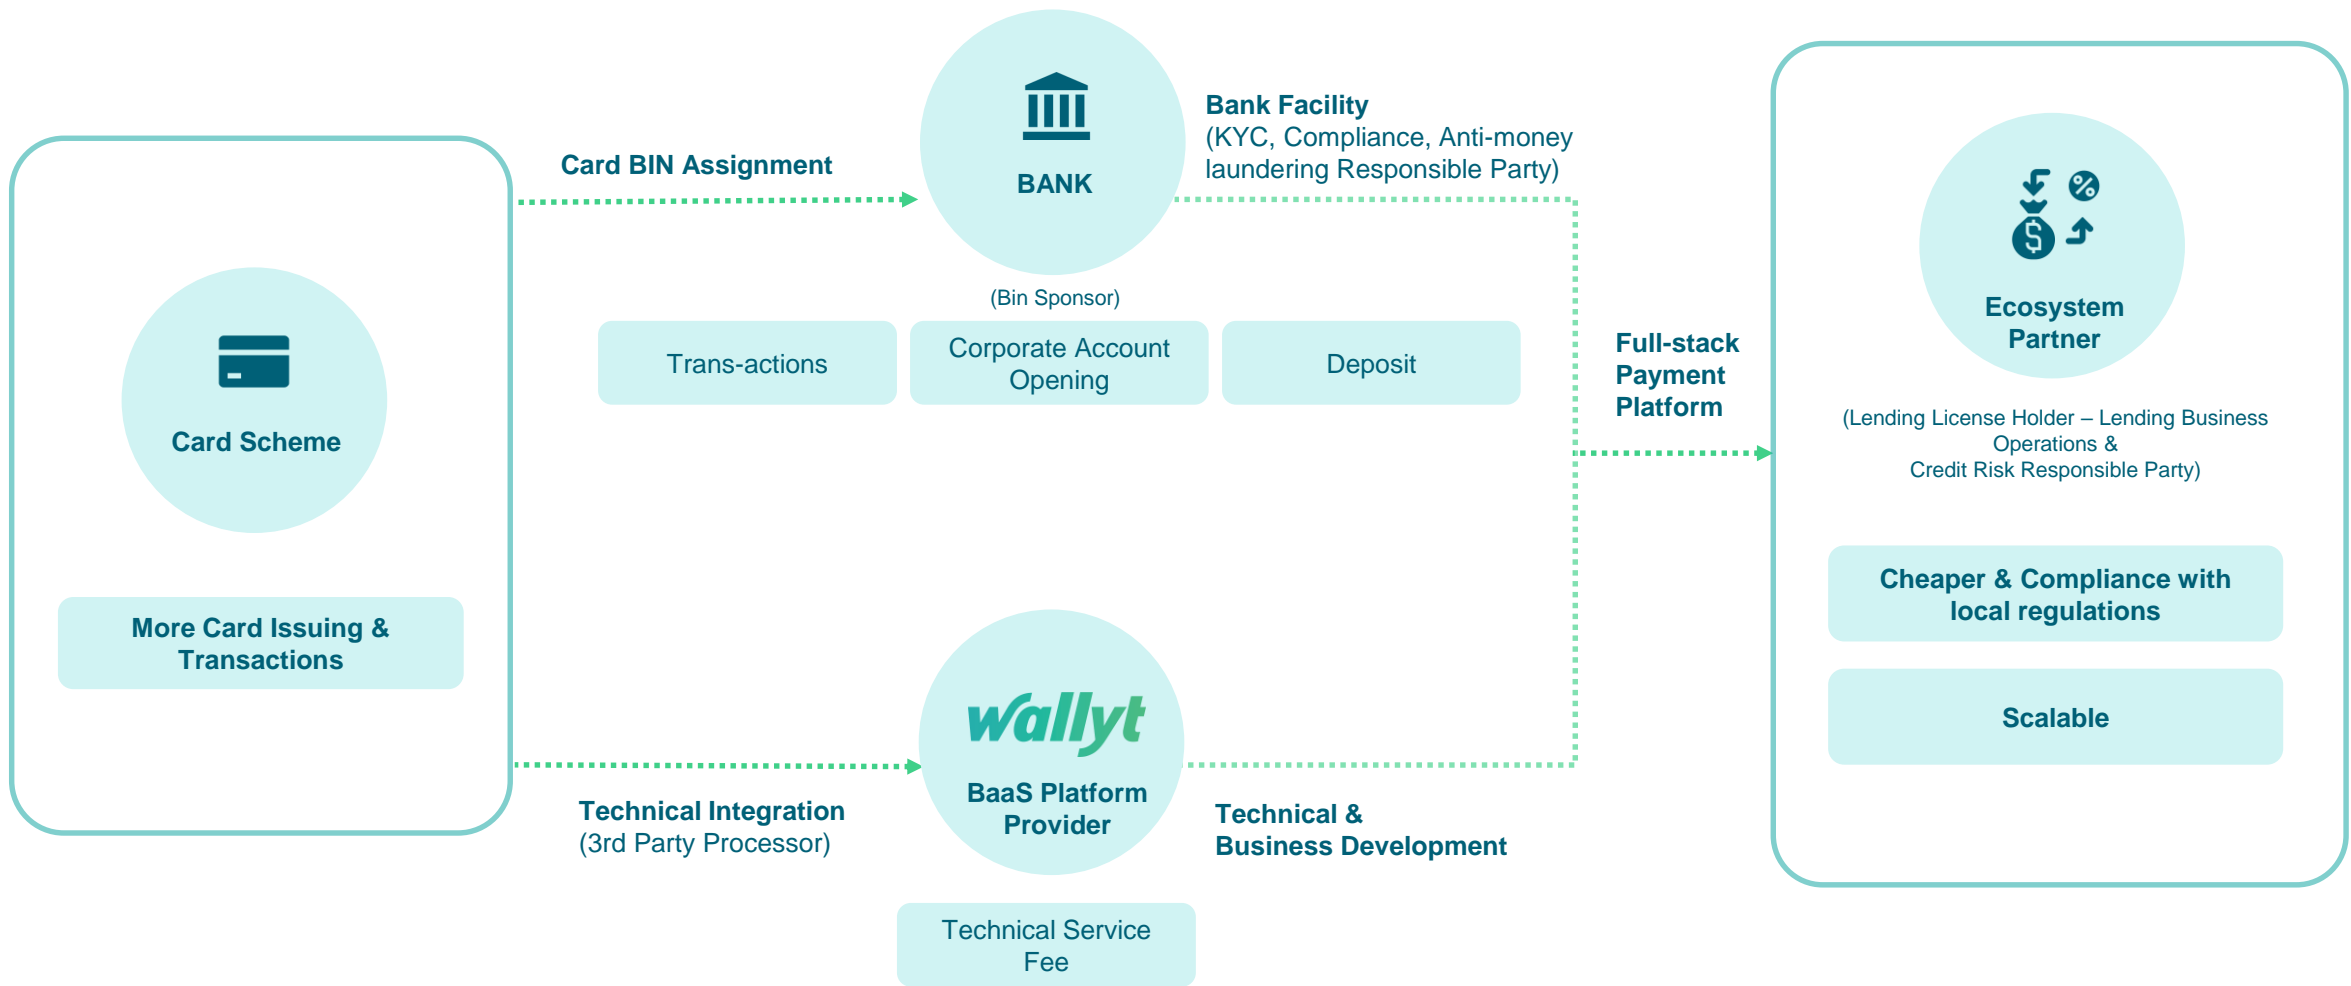 Card Scheme
More Card Issuing &
Transactions
Card BIN Assignment
BANK
(Bin Sponsor)
Bank Facility
(KYC, Compliance, Anti-money
laundering Responsible Party)
Trans-actions
Corporate Account
Opening
Deposit
Technical Integration
(3rd Party Processor)
wallyt
BaaS Platform
Provider
Technical Service
Fee
Technical &
Business Development
Full-stack
Payment
Platform
Ecosystem
Partner
(Lending License Holder – Lending Business
Operations &
Credit Risk Responsible Party)
Cheaper & Compliance with
local regulations
Scalable